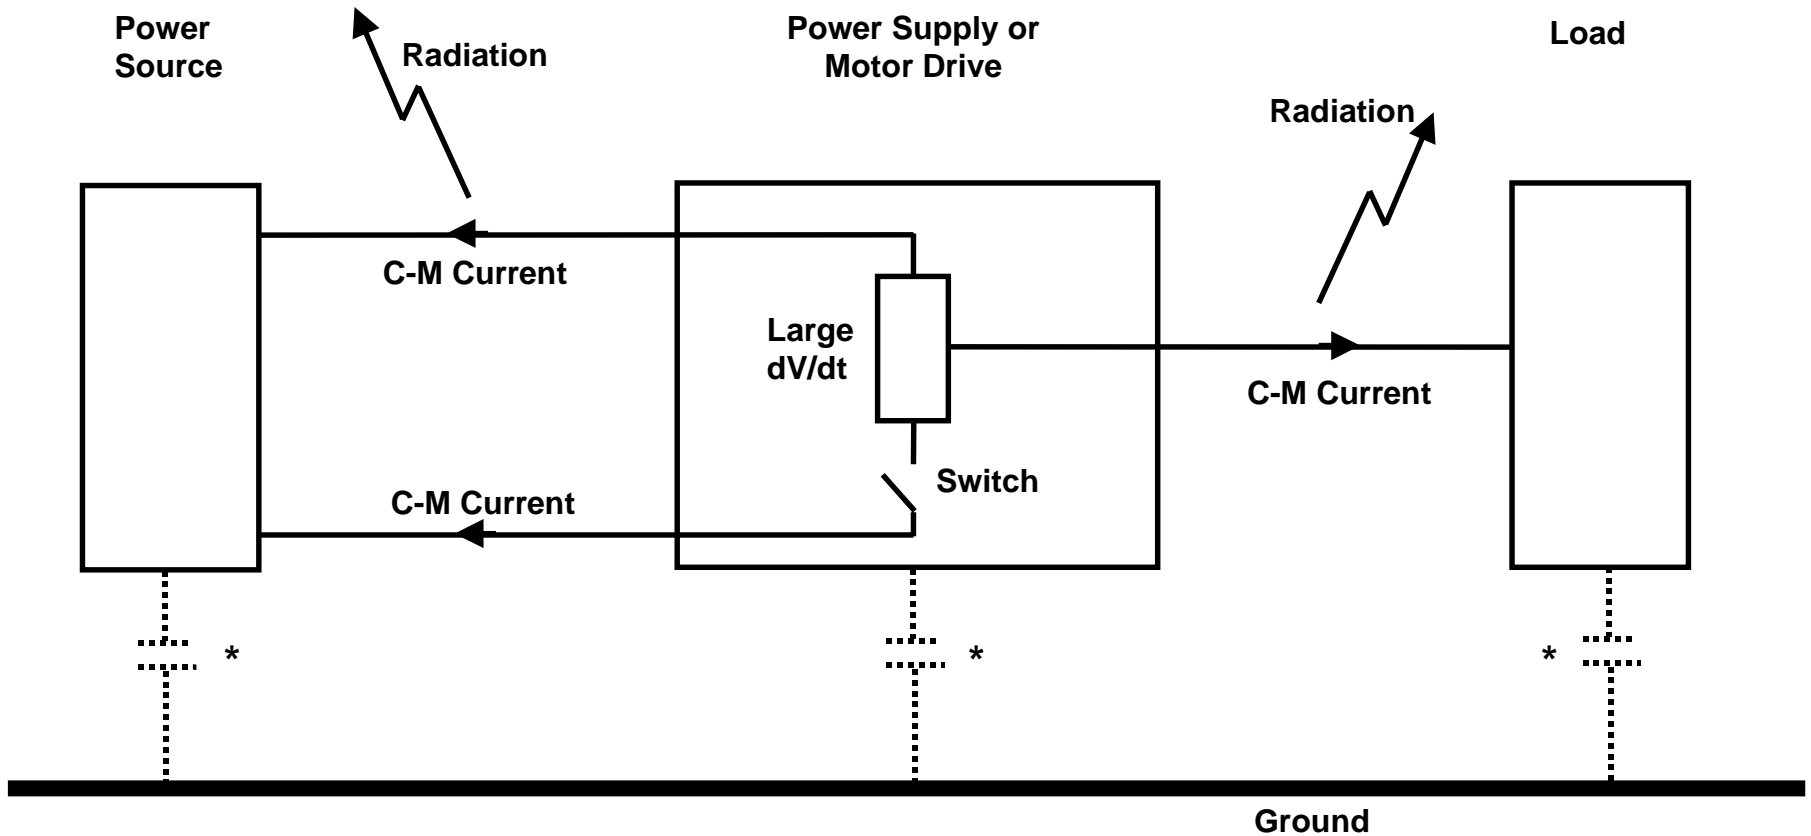 Power
Source
Radiation
Power Supply or
Motor Drive
Load
Radiation
C-M Current
Large
dV/dt
C-M Current
Switch
C-M Current
*
*
*
Ground